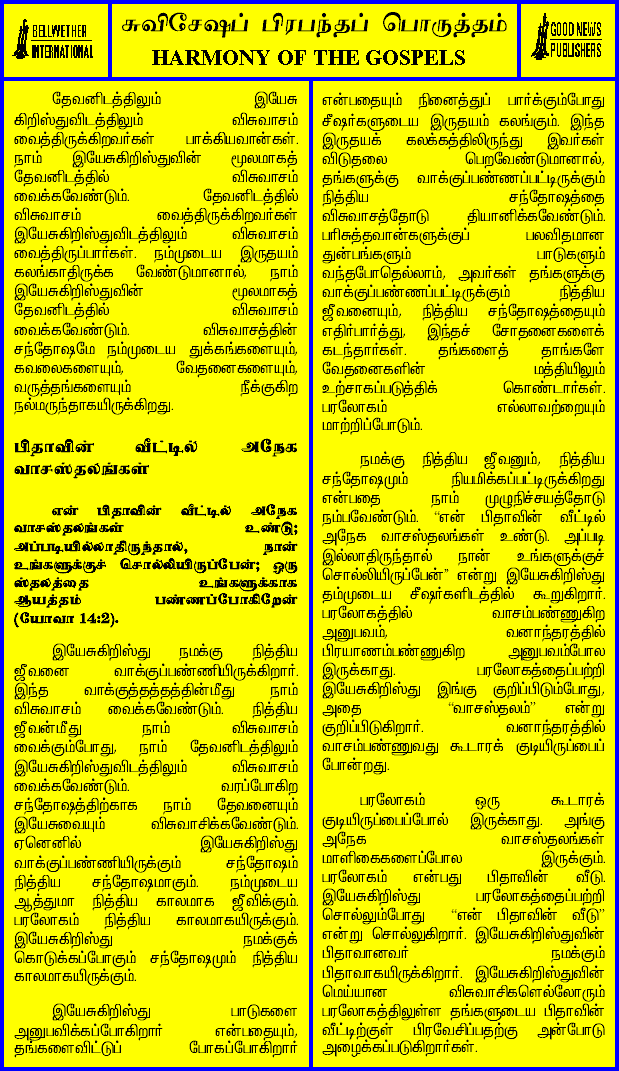 BELLWETHER
INTERNATIONAL
சுவிசேஷப் பிரபந்தப் பொருத்தம்
HARMONY OF THE GOSPELS
GOOD NEWS
PUBLISHERS
தேவனிடத்திலும் இயேசு
கிறிஸ்துவிடத்திலும் விசுவாசம்
வைத்திருக்கிறவர்கள் பாக்கியவான்கள்.
நாம் இயேசுகிறிஸ்துவின் மூலமாகத்
தேவனிடத்தில் விசுவாசம்
வைக்கவேண்டும். தேவனிடத்தில்
விசுவாசம் வைத்திருக்கிறவர்கள்
இயேசுகிறிஸ்துவிடத்திலும் விசுவாசம்
வைத்திருப்பார்கள். நம்முடைய இருதயம்
கலங்காதிருக்க வேண்டுமானால், நாம்
இயேசுகிறிஸ்துவின் மூலமாகத்
தேவனிடத்தில் விசுவாசம்
வைக்கவேண்டும். விசுவாசத்தின்
சந்தோஷமே நம்முடைய துக்கங்களையும்,
கவலைகளையும், வேதனைகளையும்,
வருத்தங்களையும் நீக்குகிற
நல்மருந்தாகயிருக்கிறது.
பிதாவின் வீட்டில் அநேக
வாசஸ்தலங்கள்
என் பிதாவின் வீட்டில் அநேக
வாசஸ்தலங்கள் உண்டு;
அப்படியில்லாதிருந்தால், நான்
உங்களுக்குச் சொல்லியிருப்பேன்; ஒரு
ஸ்தலத்தை உங்களுக்காக
ஆயத்தம் பண்ணப்போகிறேன்
(யோவா 14:2).
இயேசுகிறிஸ்து நமக்கு நித்திய
ஜீவனை வாக்குப்பண்ணியிருக்கிறார்.
இந்த வாக்குத்தத்தத்தின்மீது நாம்
விசுவாசம் வைக்கவேண்டும். நித்திய
ஜீவன்மீது நாம் விசுவாசம்
வைக்கும்போது, நாம் தேவனிடத்திலும்
இயேசுகிறிஸ்துவிடத்திலும் விசுவாசம்
வைக்கவேண்டும். வரப்போகிற
சந்தோஷத்திற்காக நாம் தேவனையும்
இயேசுவையும் விசுவாசிக்கவேண்டும்.
ஏனெனில் இயேசுகிறிஸ்து
வாக்குப்பண்ணியிருக்கும் சந்தோஷம்
நித்திய சந்தோஷமாகும். நம்முடைய
ஆத்துமா நித்திய காலமாக ஜீவிக்கும்.
பரலோகம் நித்திய காலமாகயிருக்கும்.
இயேசுகிறிஸ்து நமக்குக்
கொடுக்கப்போகும் சந்தோஷமும் நித்திய
காலமாகயிருக்கும்.
இயேசுகிறிஸ்து பாடுகளை
அனுபவிக்கப்போகிறார் என்பதையும்,
தங்களைவிட்டுப் போகப்போகிறார்
என்பதையும் நினைத்துப் பார்க்கும்போது
சீஷர்களுடைய இருதயம் கலங்கும். இந்த
இருதயக் கலக்கத்திலிருந்து இவர்கள்
விடுதலை பெறவேண்டுமானால்,
தங்களுக்கு வாக்குப்பண்ணப்பட்டிருக்கும்
நித்திய சந்தோஷத்தை
விசுவாசத்தோடு தியானிக்கவேண்டும்.
பரிசுத்தவான்களுக்குப் பலவிதமான
துன்பங்களும் பாடுகளும்
வந்தபோதெல்லாம், அவர்கள் தங்களுக்கு
வாக்குப்பண்ணப்பட்டிருக்கும் நித்திய
ஜீவனையும், நித்திய சந்தோஷத்தையும்
எதிர்பார்த்து, இந்தச் சோதனைகளைக்
கடந்தார்கள். தங்களைத் தாங்களே
வேதனைகளின் மத்தியிலும்
உற்சாகப்படுத்திக் கொண்டார்கள்.
பரலோகம் எல்லாவற்றையும்
மாற்றிப்போடும்.
நமக்கு நித்திய ஜீவனும், நித்திய
சந்தோஷமும் நியமிக்கப்பட்டிருக்கிறது
என்பதை நாம் முழுநிச்சயத்தோடு
நம்பவேண்டும். “என் பிதாவின் வீட்டில்
அநேக வாசஸ்தலங்கள் உண்டு. அப்படி
இல்லாதிருந்தால் நான் உங்களுக்குச்
சொல்லியிருப்பேன்” என்று இயேசுகிறிஸ்து
தம்முடைய சீஷர்களிடத்தில் கூறுகிறார்.
பரலோகத்தில் வாசம்பண்ணுகிற
அனுபவம், வனாந்தரத்தில்
பிரயாணம்பண்ணுகிற அனுபவம்போல
இருக்காது. பரலோகத்தைப்பற்றி
இயேசுகிறிஸ்து இங்கு குறிப்பிடும்போது,
அதை “வாசஸ்தலம்” என்று
குறிப்பிடுகிறார். வனாந்தரத்தில்
வாசம்பண்ணுவது கூடாரக் குடியிருப்பைப்
போன்றது.
பரலோகம் ஒரு கூடாரக்
குடியிருப்பைப்போல் இருக்காது. அங்கு
அநேக வாசஸ்தலங்கள்
மாளிகைகளைப்போல இருக்கும்.
பரலோகம் என்பது பிதாவின் வீடு.
இயேசுகிறிஸ்து பரலோகத்தைப்பற்றி
சொல்லும்போது “என் பிதாவின் வீடு”
என்று சொல்லுகிறார். இயேசுகிறிஸ்துவின்
பிதாவானவர் நமக்கும்
பிதாவாகயிருக்கிறார். இயேசுகிறிஸ்துவின்
மெய்யான விசுவாசிகளெல்லோரும்
பரலோகத்திலுள்ள தங்களுடைய பிதாவின்
வீட்டிற்குள் பிரவேசிப்பதற்கு அன்போடு
அழைக்கப்படுகிறார்கள்.